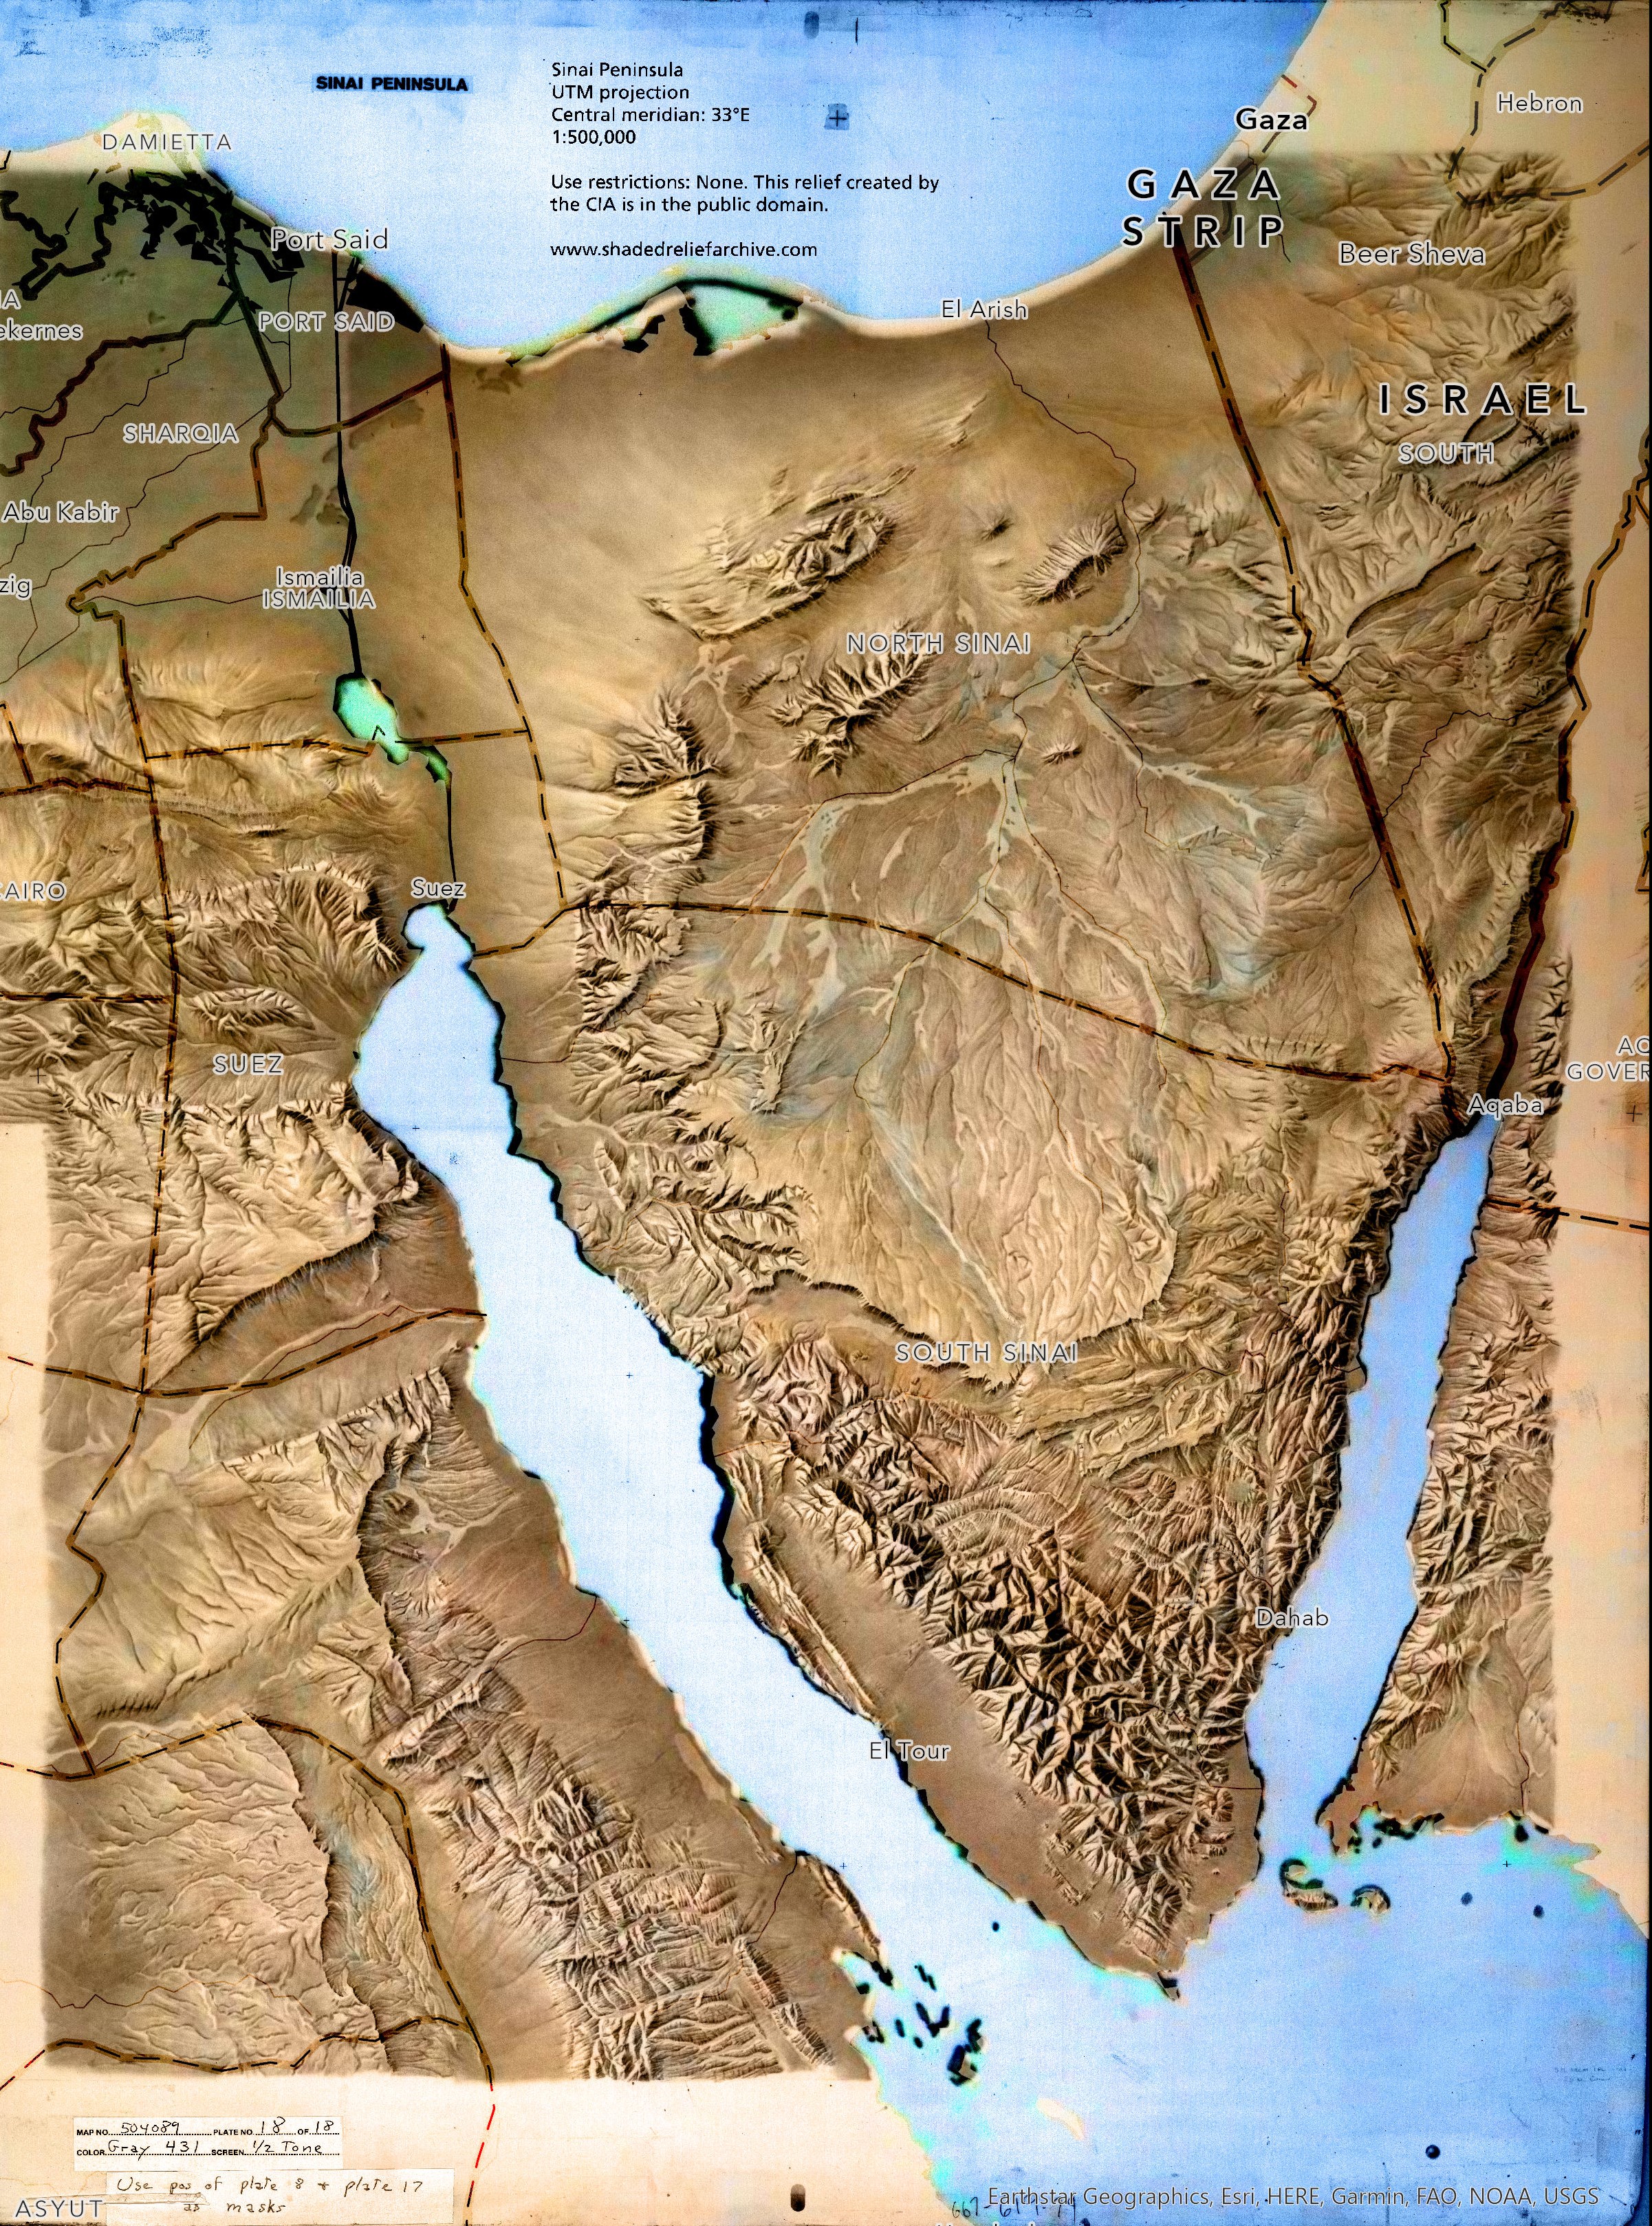 SINAI PENINSULA
Sinai Peninsula
UTM projection
Central meridian: 33°E
1:500,000
Use restrictions: None. This relief created by
the CIA is in the public domain.
www.shadedreliefarchive.com
Hebron
Gaza
DAMIETTA
GAZA
STRIP
Port Said
Beer Sheva
El Arish
PORT SAID
ekernes
ISRAEL
SHARQIA
SOUTH
Abu Kabir
Ismailia
ISMAILIA
zig
NORTH SINAI
Suez
AIRO
SUEZ
GOVER
Aqaba
SOUTH SINAI
Dahab
El Tour
MAP NO. 504089 PLATE NO. 18 OF 18
COLOR Gray 431 SCREEN 1/2 Tone
Use pos of plate 8 + plate 17
as masks
ASYUT
Earthstar Geographics, Esri, HERE, Garmin, FAO, NOAA, USGS